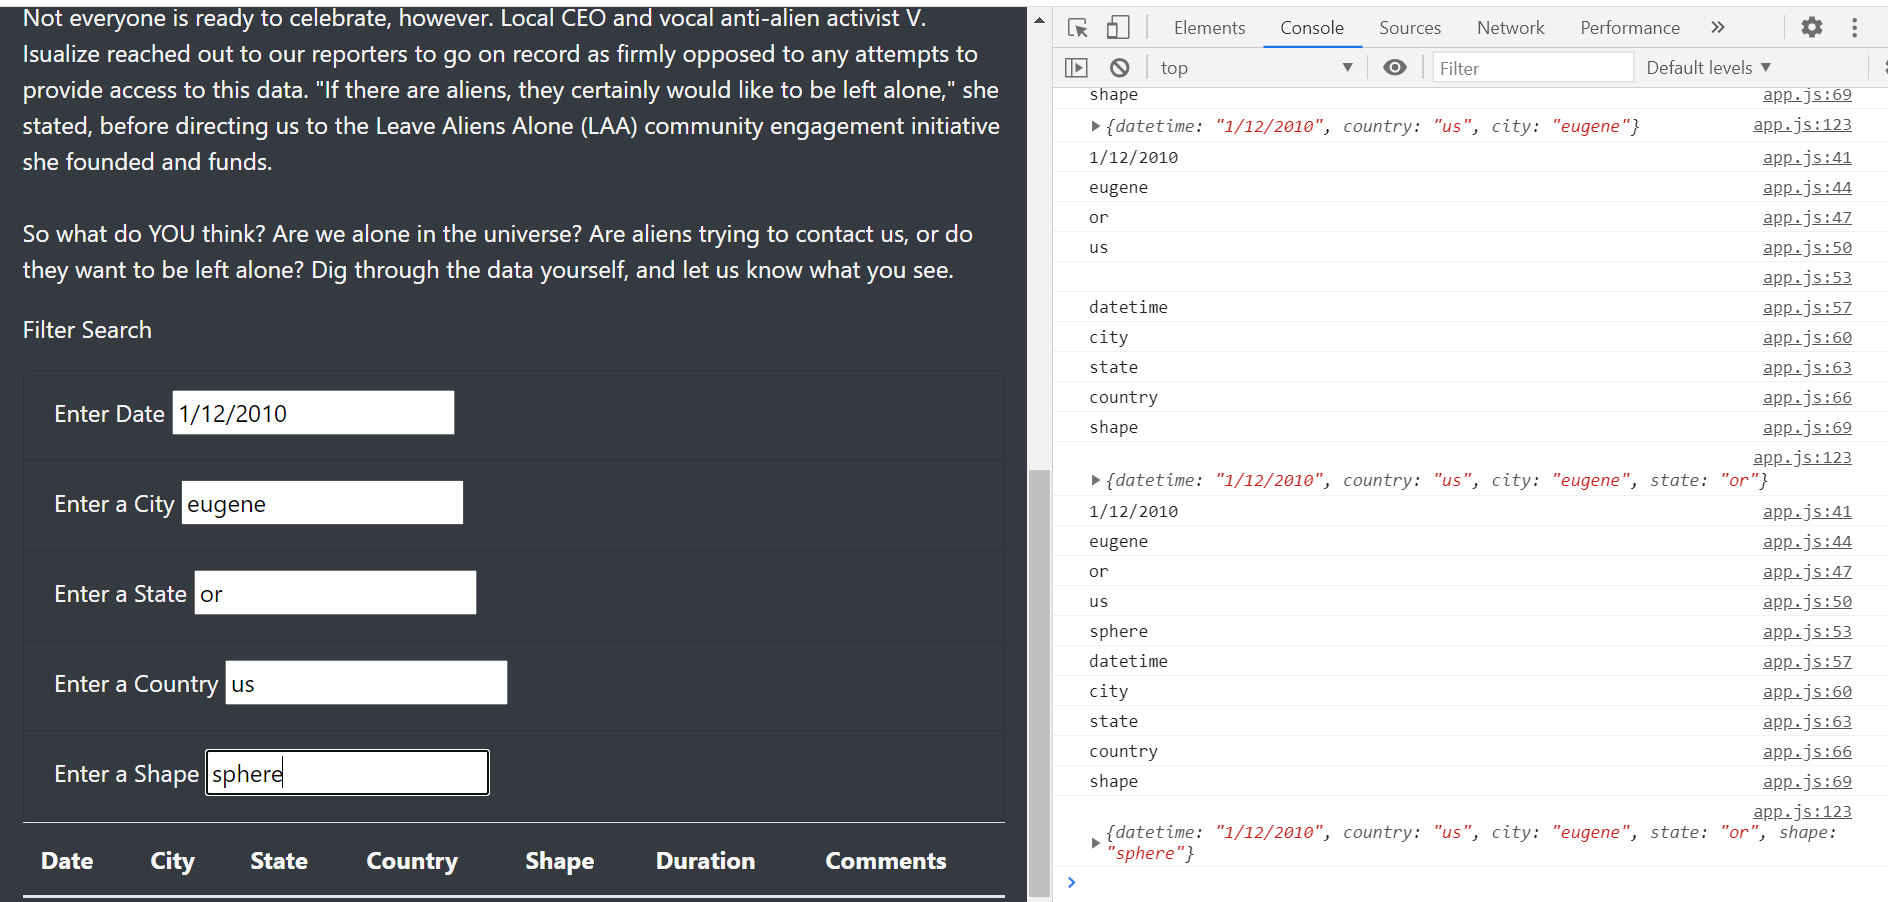 Not everyone is ready to celebrate, however. Local CEO and vocal anti-alien activist V.
Isualize reached out to our reporters to go on record as firmly opposed to any attempts to
provide access to this data. "If there are aliens, they certainly would like to be left alone," she
stated, before directing us to the Leave Aliens Alone (LAA) community engagement initiative
she founded and funds.
So what do YOU think? Are we alone in the universe? Are aliens trying to contact us, or do
they want to be left alone? Dig through the data yourself, and let us know what you see.
Filter Search
Enter Date 1/12/2010
Enter a City eugene
Enter a State or
Enter a Country us
Enter a Shape sphere
Date City State Country Shape Duration Comments
Elements Console Sources Network Performance »
top Filter Default levels
shape app.js:69
{datetime: "1/12/2010", country: "us", city: "eugene"} app.js:123
1/12/2010 app.js:41
eugene app.js:44
or app.js:47
us app.js:50
app.js:53
datetime app.js:57
city app.js:60
state app.js:63
country app.js:66
shape app.js:69
app.js:123
{datetime: "1/12/2010", country: "us", city: "eugene", state: "or"}
1/12/2010 app.js:41
eugene app.js:44
or app.js:47
us app.js:50
sphere app.js:53
datetime app.js:57
city app.js:60
state app.js:63
country app.js:66
shape app.js:69
app.js:123
{datetime: "1/12/2010", country: "us", city: "eugene", state: "or", shape:
"sphere"}